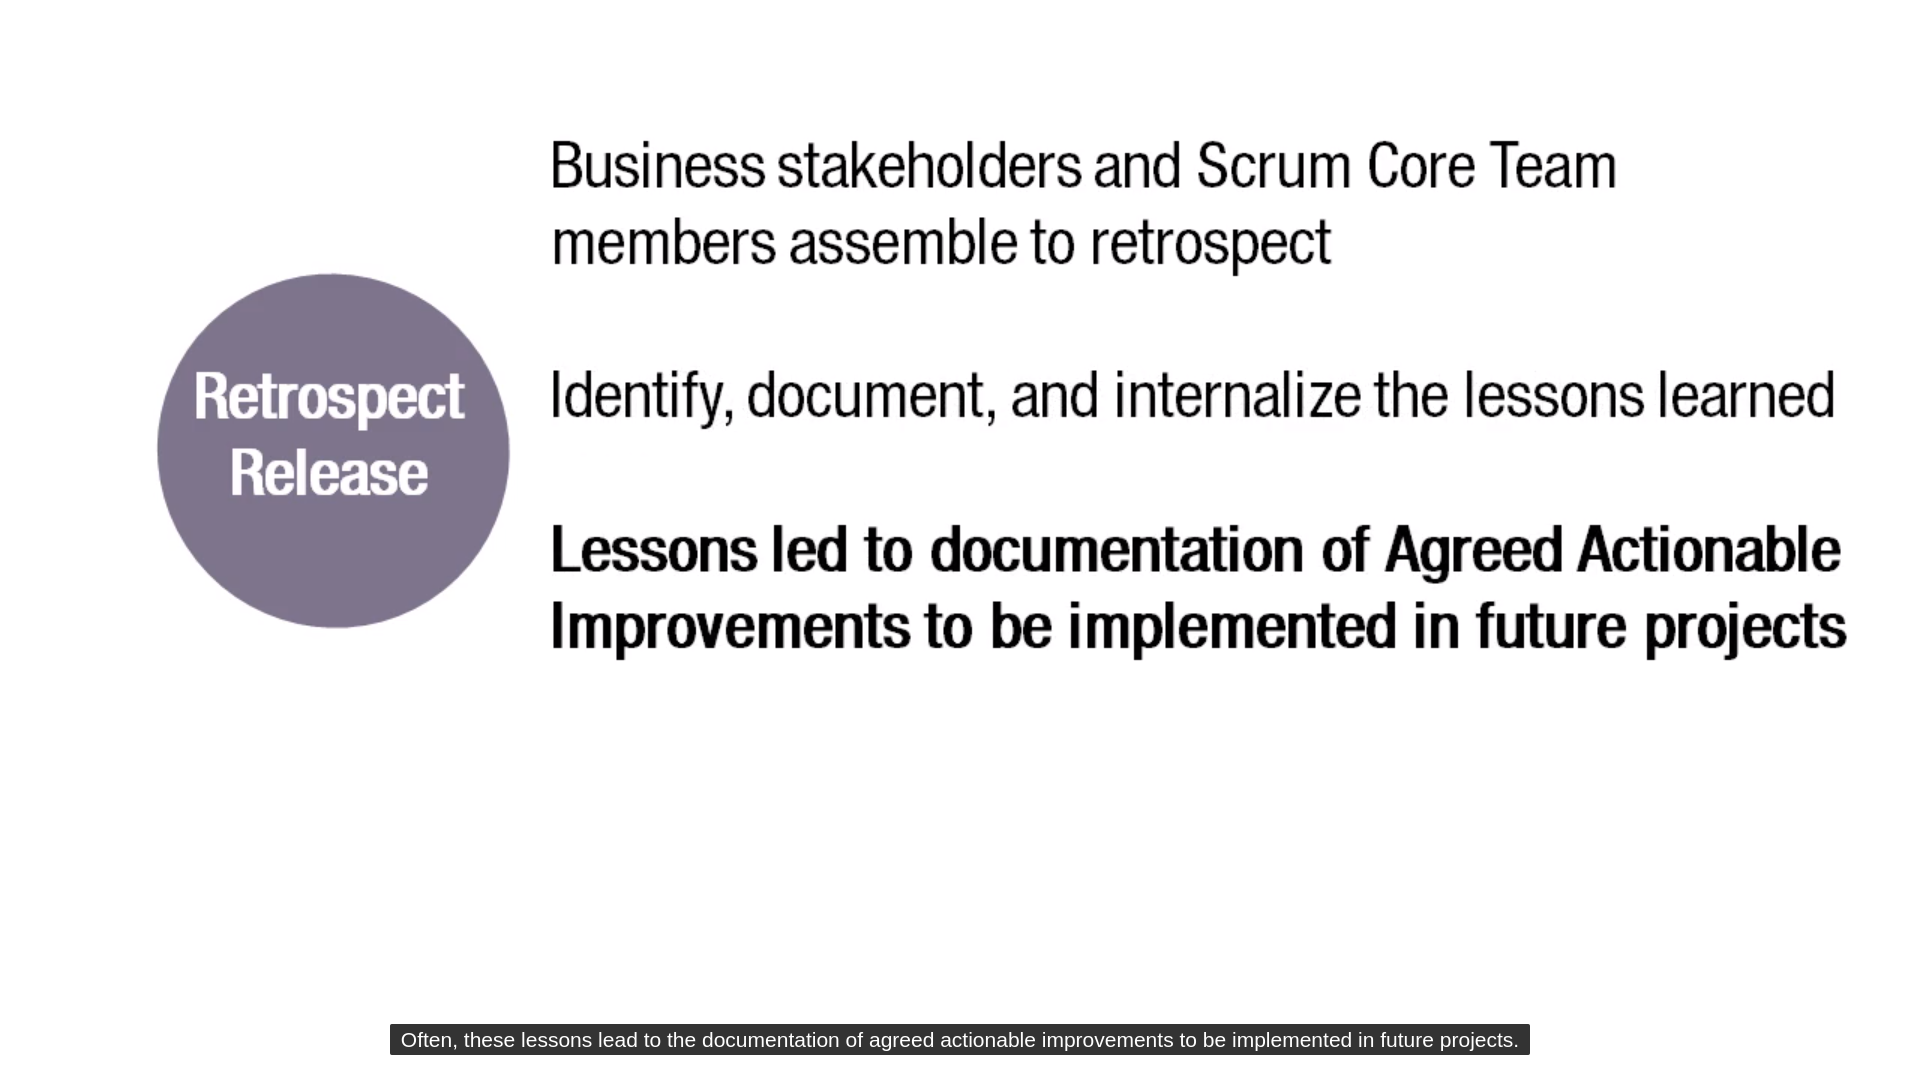 Business stakeholders and Scrum Core Team
members assemble to retrospect
Retrospect
Release
Identify, document, and internalize the lessons learned
Lessons led to documentation of Agreed Actionable
Improvements to be implemented in future projects
Often, these lessons lead to the documentation of agreed actionable improvements to be implemented in future projects.